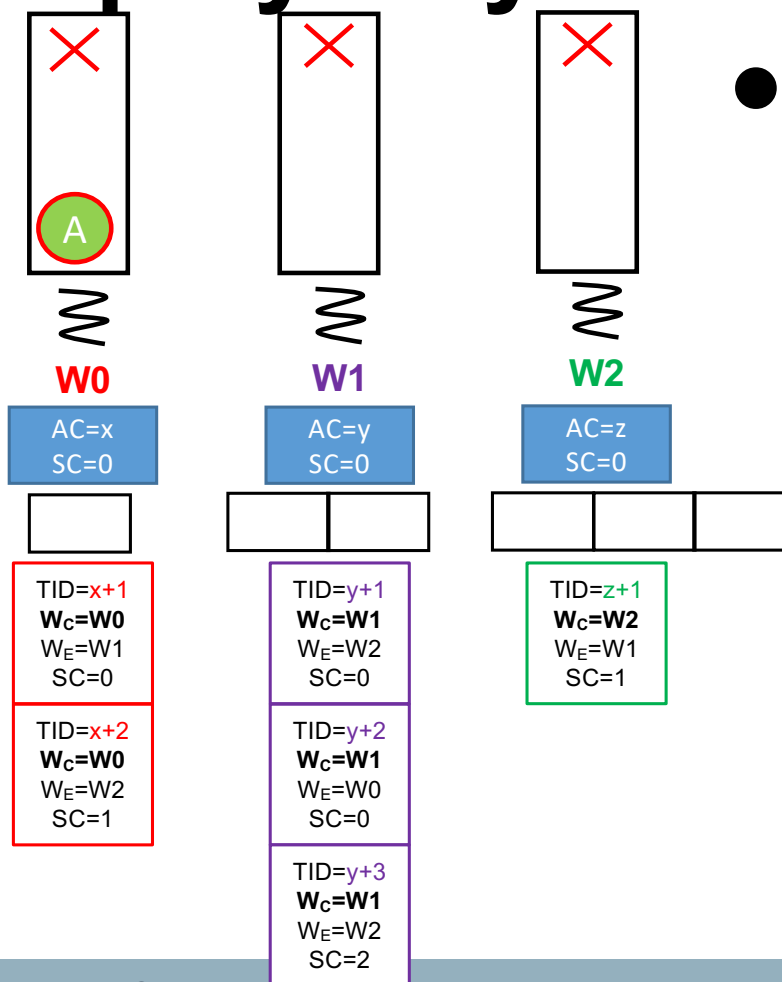 A
W0
AC=x
SC=0
TID=x+1
WC=W0
WE=W1
SC=0
TID=x+2
WC=W0
WE=W2
SC=1
W1
AC=y
SC=0
TID=y+1
WC=W1
WE=W2
SC=0
TID=y+2
WC=W1
WE=W0
SC=0
TID=y+3
WC=W1
WE=W2
SC=2
W2
AC=z
SC=0
TID=z+1
WC=W2
WE=W1
SC=1